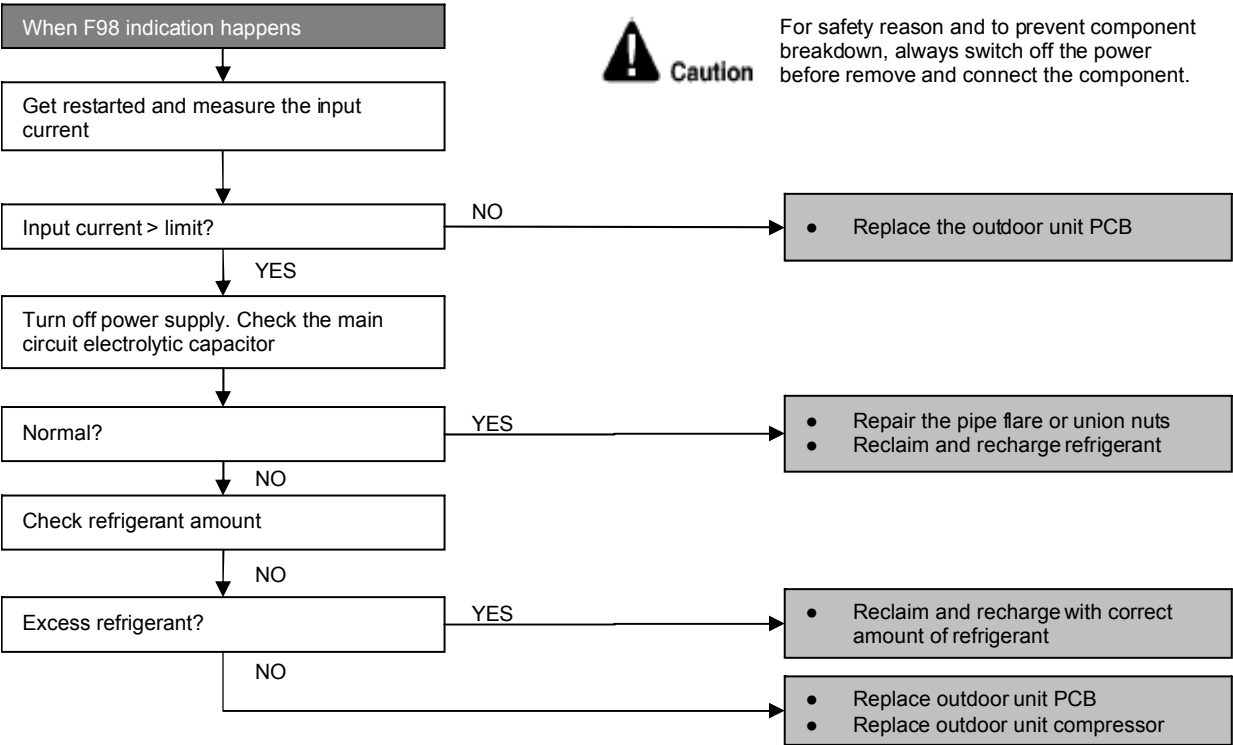 When F98 indication happens
For safety reason and to prevent component
breakdown, always switch off the power
before remove and connect the component.
Caution
Get restarted and measure the input
current
Input current > limit?
NO
● Replace the outdoor unit PCB
YES
Turn off power supply. Check the main
circuit electrolytic capacitor
Normal?
YES
● Repair the pipe flare or union nuts
● Reclaim and recharge refrigerant
NO
Check refrigerant amount
NO
Excess refrigerant?
YES
● Reclaim and recharge with correct
amount of refrigerant
NO
● Replace outdoor unit PCB
● Replace outdoor unit compressor